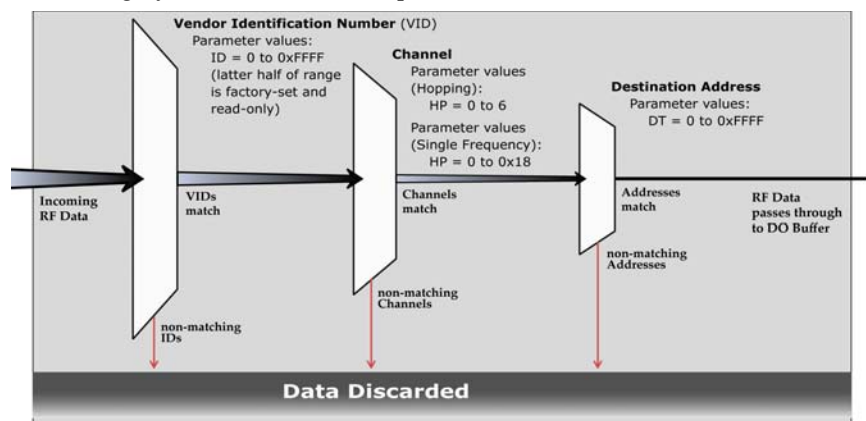 Vendor Identification Number (VID)
Parameter values:
ID = 0 to 0xFFFF
(latter half of range
is factory-set and
read-only)
Channel
Parameter values
(Hopping):
HP = 0 to 6
Parameter values
(Single Frequency):
HP = 0 to 0x18
Destination Address
Parameter values:
DT = 0 to 0xFFFF
Incoming
RF Data
VIDs
match
Channels
match
Addresses
match
RF Data
passes through
to DO Buffer
non-matching
IDs
non-matching
Channels
non-matching
Addresses
Data Discarded